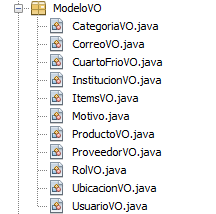 ModeloVO
CategoriaVO.java
CorreoVO.java
CuartoFrioVO.java
InstitucionVO.java
ItemsVO.java
Motivo.java
ProductoVO.java
ProveedorVO.java
RolVO.java
UbicacionVO.java
UsuarioVO.java